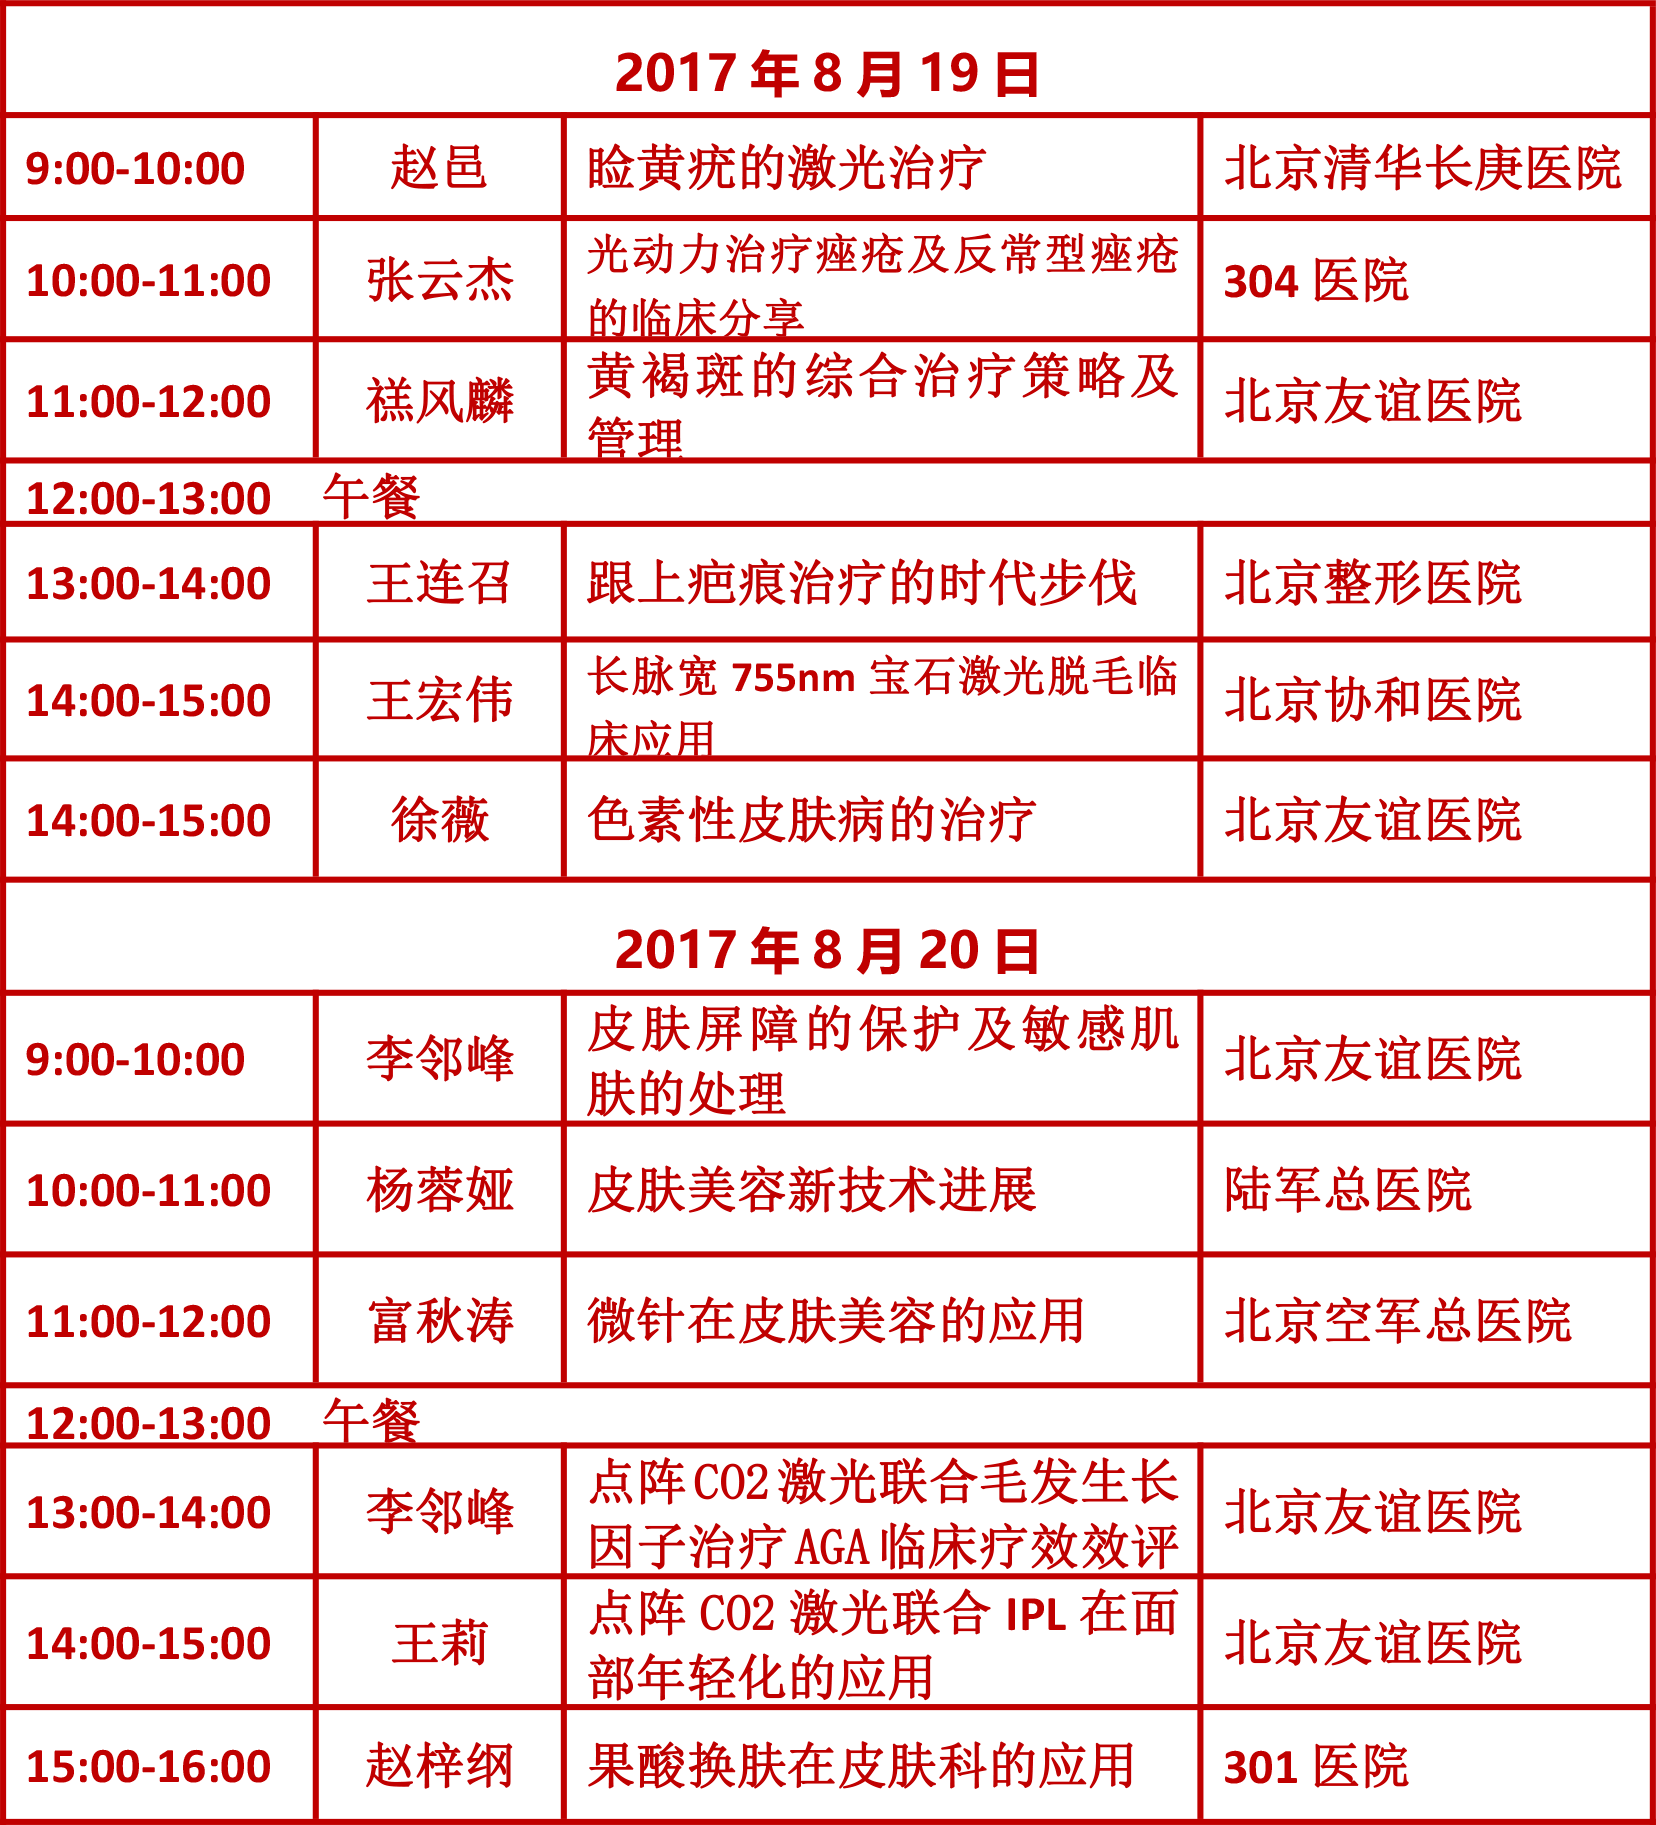 2017年8月19日
9:00-10:00 赵邑 睑黄疣的激光治疗 北京清华长庚医院
10:00-11:00 张云杰 光动力治疗痤疮及反常型痤疮
的临床分享 304医院
11:00-12:00 禚风麟 黄褐斑的综合治疗策略及
管理 北京友谊医院
12:00-13:00 午餐
13:00-14:00 王连召 跟上疤痕治疗的时代步伐 北京整形医院
14:00-15:00 王宏伟 长脉宽755nm宝石激光脱毛临
床应用 北京协和医院
14:00-15:00 徐薇 色素性皮肤病的治疗 北京友谊医院
2017年8月20日
9:00-10:00 李邻峰 皮肤屏障的保护及敏感肌
肤的处理 北京友谊医院
10:00-11:00 杨蓉娅 皮肤美容新技术进展 陆军总医院
11:00-12:00 富秋涛 微针在皮肤美容的应用 北京空军总医院
12:00-13:00 午餐
13:00-14:00 李邻峰 点阵CO2激光联合毛发生长
因子治疗AGA临床疗效效评 北京友谊医院
14:00-15:00 王莉 点阵CO2激光联合IPL在面
部年轻化的应用 北京友谊医院
15:00-16:00 赵梓纲 果酸换肤在皮肤科的应用 301医院